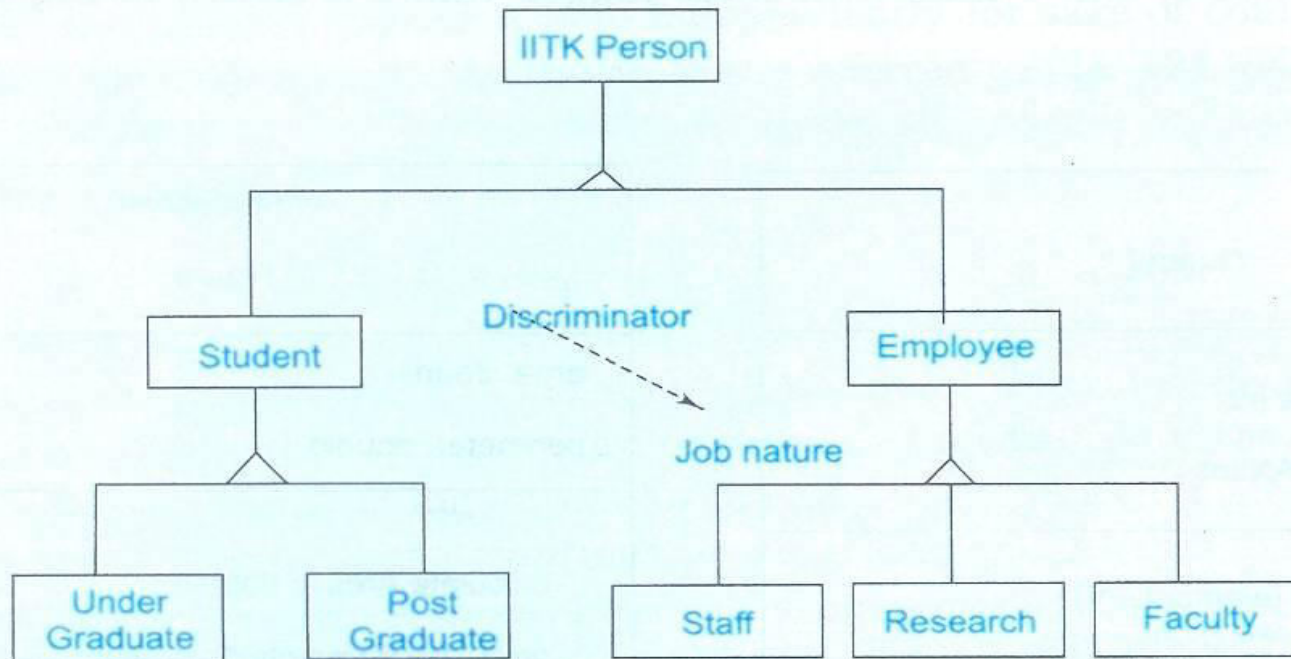 IITK Person
Student
Discriminator
Employee
Job nature
Under
Graduate
Post
Graduate
Staff
Research
Faculty